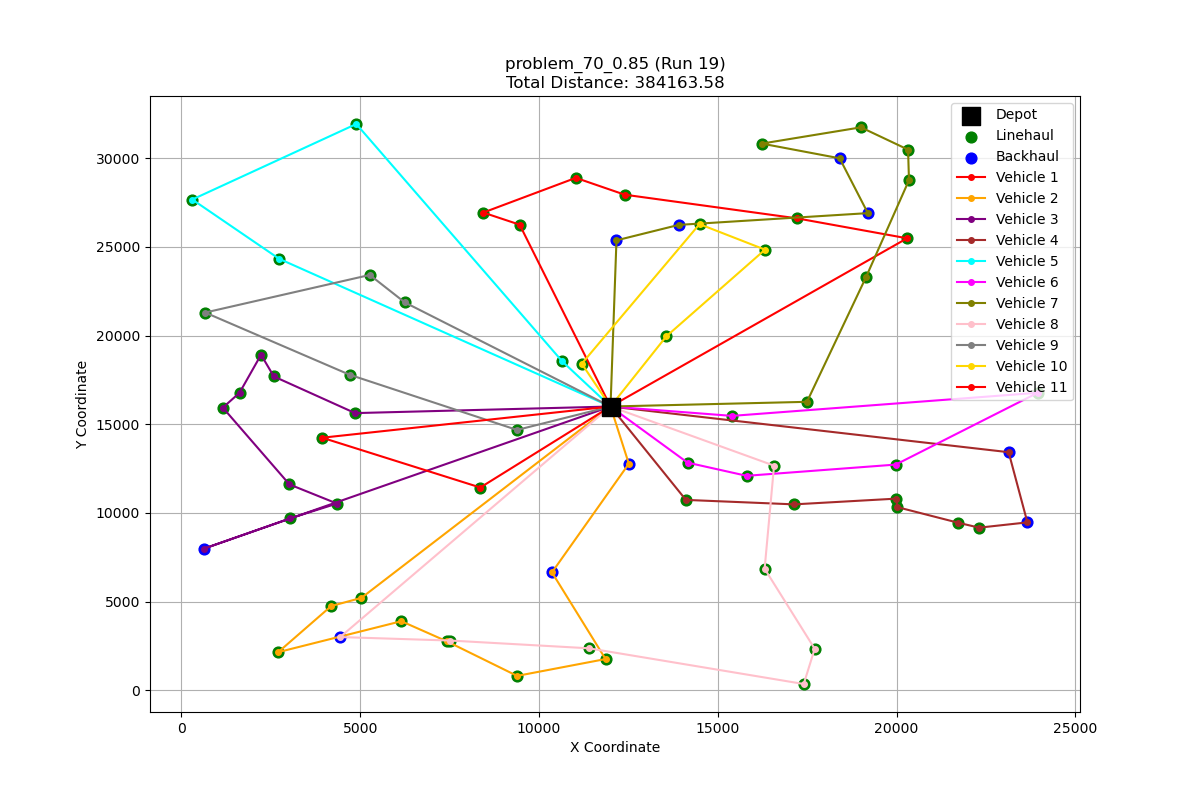 problem_70_0.85 (Run 19)
Total Distance: 384163.58
Depot
Linehaul
Backhaul
Vehicle 1
Vehicle 2
Vehicle 3
Vehicle 4
Vehicle 5
Vehicle 6
Vehicle 7
Vehicle 8
Vehicle 9
Vehicle 10
Vehicle 11
30000
25000
20000
15000
10000
5000
0
Y Coordinate
0 5000 10000 15000 20000 25000
X Coordinate